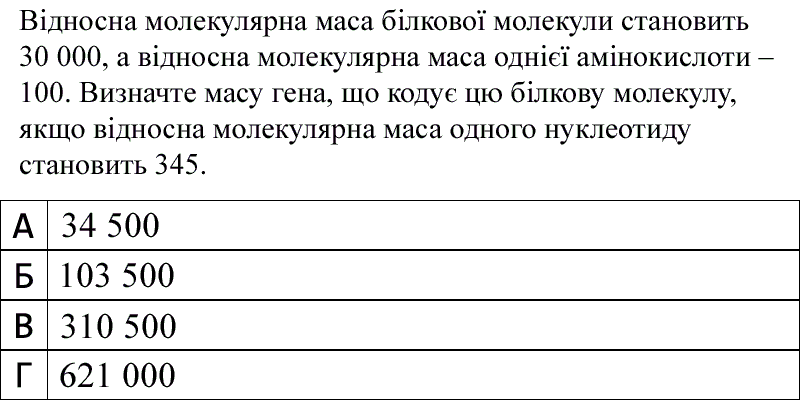 Відносна молекулярна маса білкової молекули становить
30 000, а відносна молекулярна маса однієї амінокислоти –
100. Визначте масу гена, що кодує цю білкову молекулу,
якщо відносна молекулярна маса одного нуклеотиду
становить 345.
А 34 500
Б 103 500
В 310 500
Г 621 000